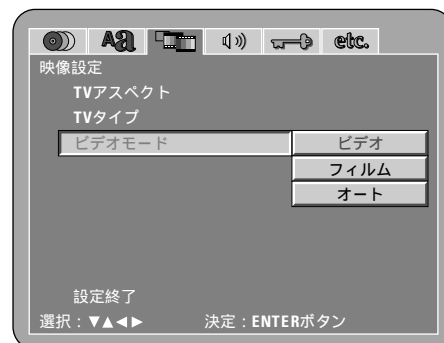 Aあ etc.
映像設定
TVアスペクト
TVタイプ
ビデオモード ビデオ
フィルム
オート
設定終了
選択：▼▲◀▶ 決定：ENTERボタン